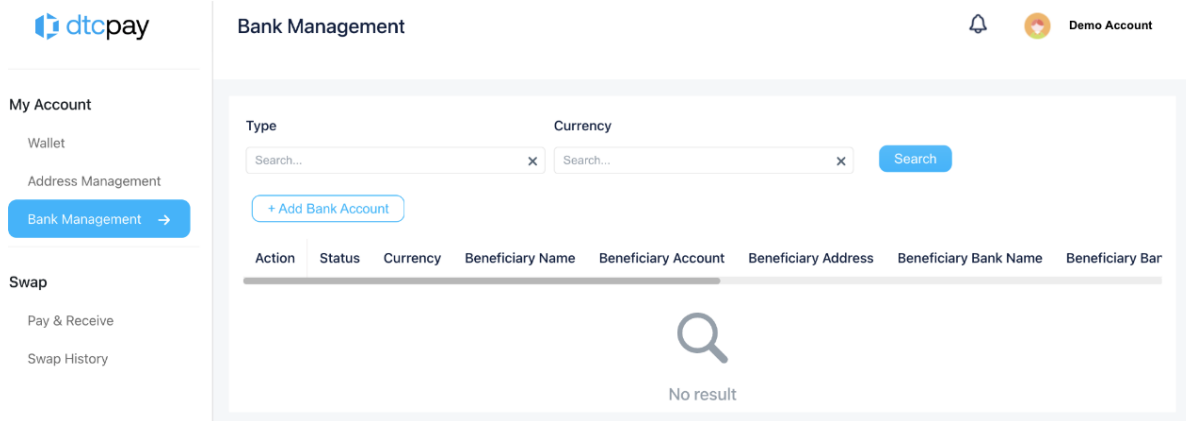 dtcpay
Bank Management
Demo Account
My Account
Wallet
Address Management
Bank Management
Swap
Pay & Receive
Swap History
Type
Currency
Search...
Search...
Search
+ Add Bank Account
Action Status Currency Beneficiary Name Beneficiary Account Beneficiary Address Beneficiary Bank Name Beneficiary Bar
No result